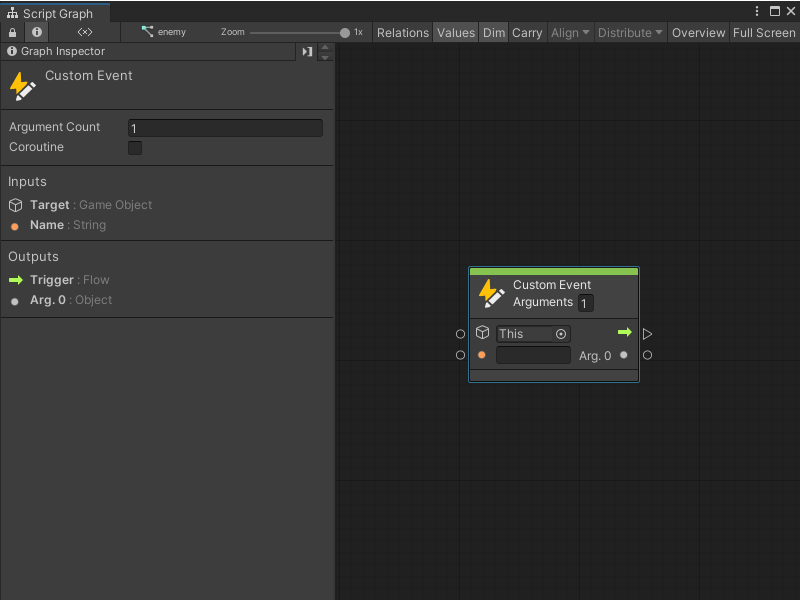 Script Graph
enemy
Zoom 1x
Relations Values Dim Carry Align Distribute Overview Full Screen
Graph Inspector
Custom Event
Argument Count 1
Coroutine
Inputs
Target : Game Object
Name : String
Outputs
Trigger : Flow
Arg. 0 : Object
Custom Event
Arguments 1
This
Arg. 0